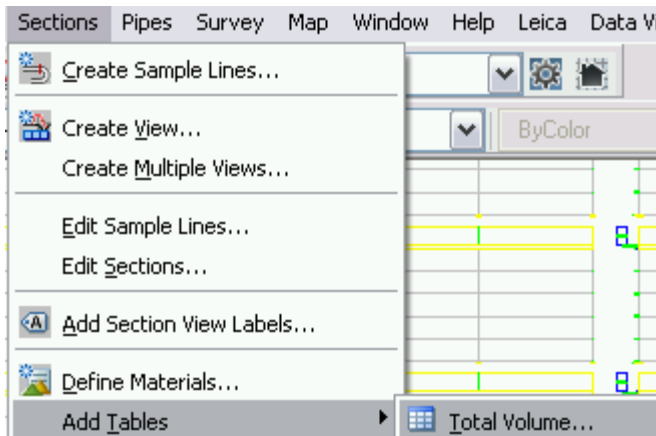 Sections Pipes Survey Map Window Help Leica Data V
Create Sample Lines...
Create View...
ByColor
Create Multiple Views...
Edit Sample Lines...
Edit Sections...
Add Section View Labels...
Define Materials...
Add Tables
Total Volume...